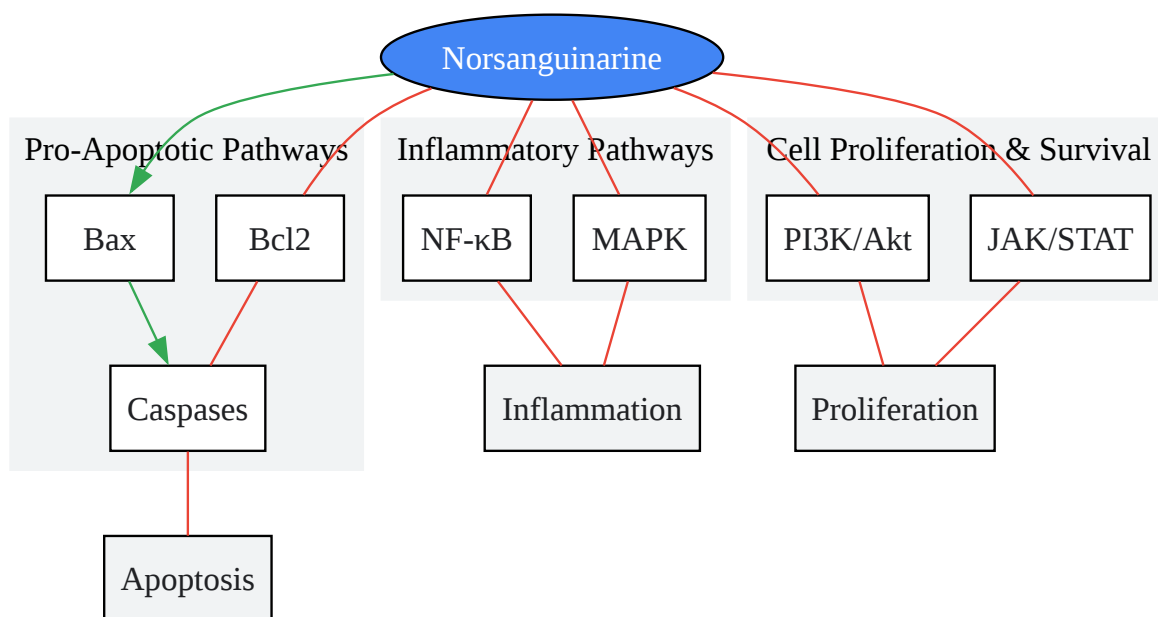 Norsanguinarine
Pro-Apoptotic Pathways
Inflammatory Pathways
Cell Proliferation & Survival
Bax
Bcl2
NF-κB
MAPK
PI3K/Akt
JAK/STAT
Caspases
Inflammation
Proliferation
Apoptosis